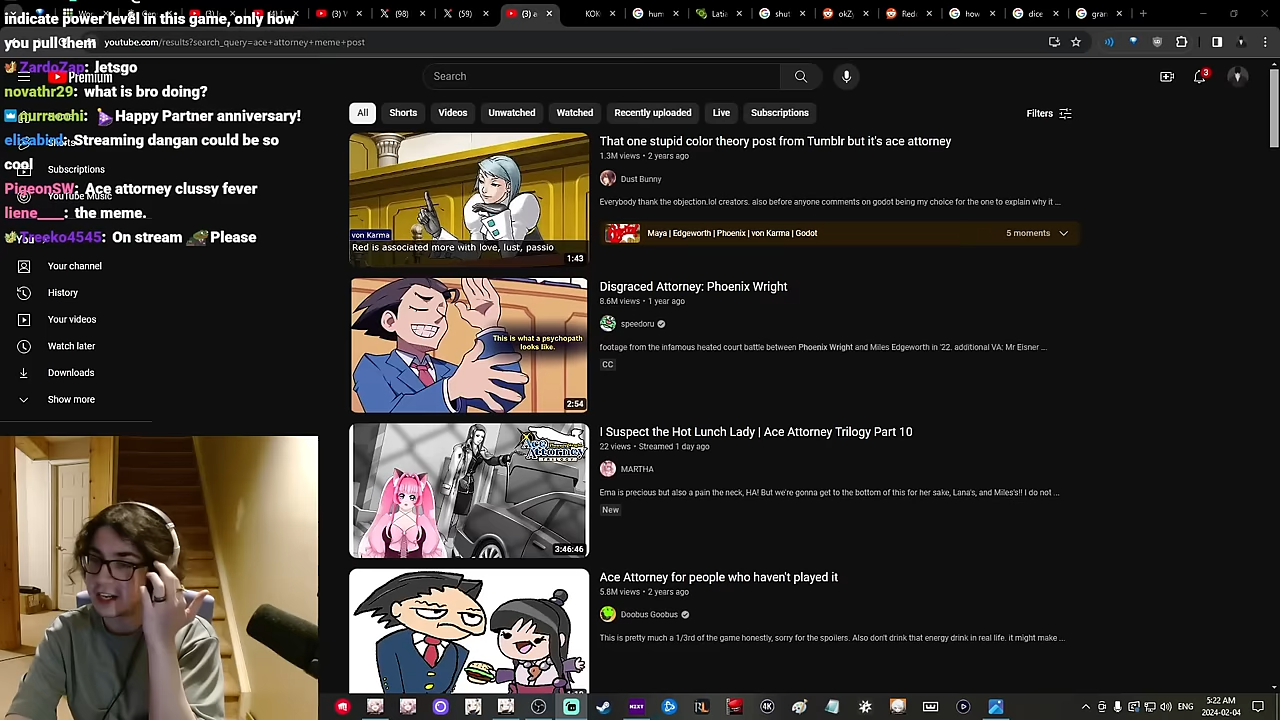 indicate power level in this game, only how
you pull them
ZardoZap: Jetsgo
novathr29: what is bro doing?
purracchi: Happy Partner anniversary!
elisabird: Streaming dangan could be so
cool
PigeonSW: Ace attorney clussy fever
liene____: the meme.
Treeko4545: On stream Please
youtube.com/results?search_query=ace+attorney+meme+post
Premium
Search
3
All
Shorts
Videos
Unwatched
Watched
Recently uploaded
Live
Subscriptions
Filters
Subscriptions
YouTube Music
You
Your channel
History
Your videos
Watch later
Downloads
Show more
von Karma
Red is associated more with love, lust, passio
1:43
That one stupid color theory post from Tumblr but it's ace attorney
1.3M views • 2 years ago
Dust Bunny
Everybody thank the objection.lol creators. also before anyone comments on godot being my choice for the one to explain why it ...
Maya | Edgeworth | Phoenix | von Karma | Godot
5 moments
This is what a psychopath
looks like.
2:54
Disgraced Attorney: Phoenix Wright
8.6M views • 1 year ago
speedoru
footage from the infamous heated court battle between Phoenix Wright and Miles Edgeworth in '22. additional VA: Mr Eisner ...
CC
Ace Attorney
TRILOGY
3:46:46
I Suspect the Hot Lunch Lady | Ace Attorney Trilogy Part 10
22 views • Streamed 1 day ago
MARTHA
Ema is precious but also a pain the neck, HA! But we're gonna get to the bottom of this for her sake, Lana's, and Miles's!! I do not ...
New
Ace Attorney for people who haven't played it
5.8M views • 2 years ago
Doobus Goobus
This is pretty much a 1/3rd of the game honestly, sorry for the spoilers. Also don't drink that energy drink in real life. it might make ...
ENG
5:22 AM
2024-02-04